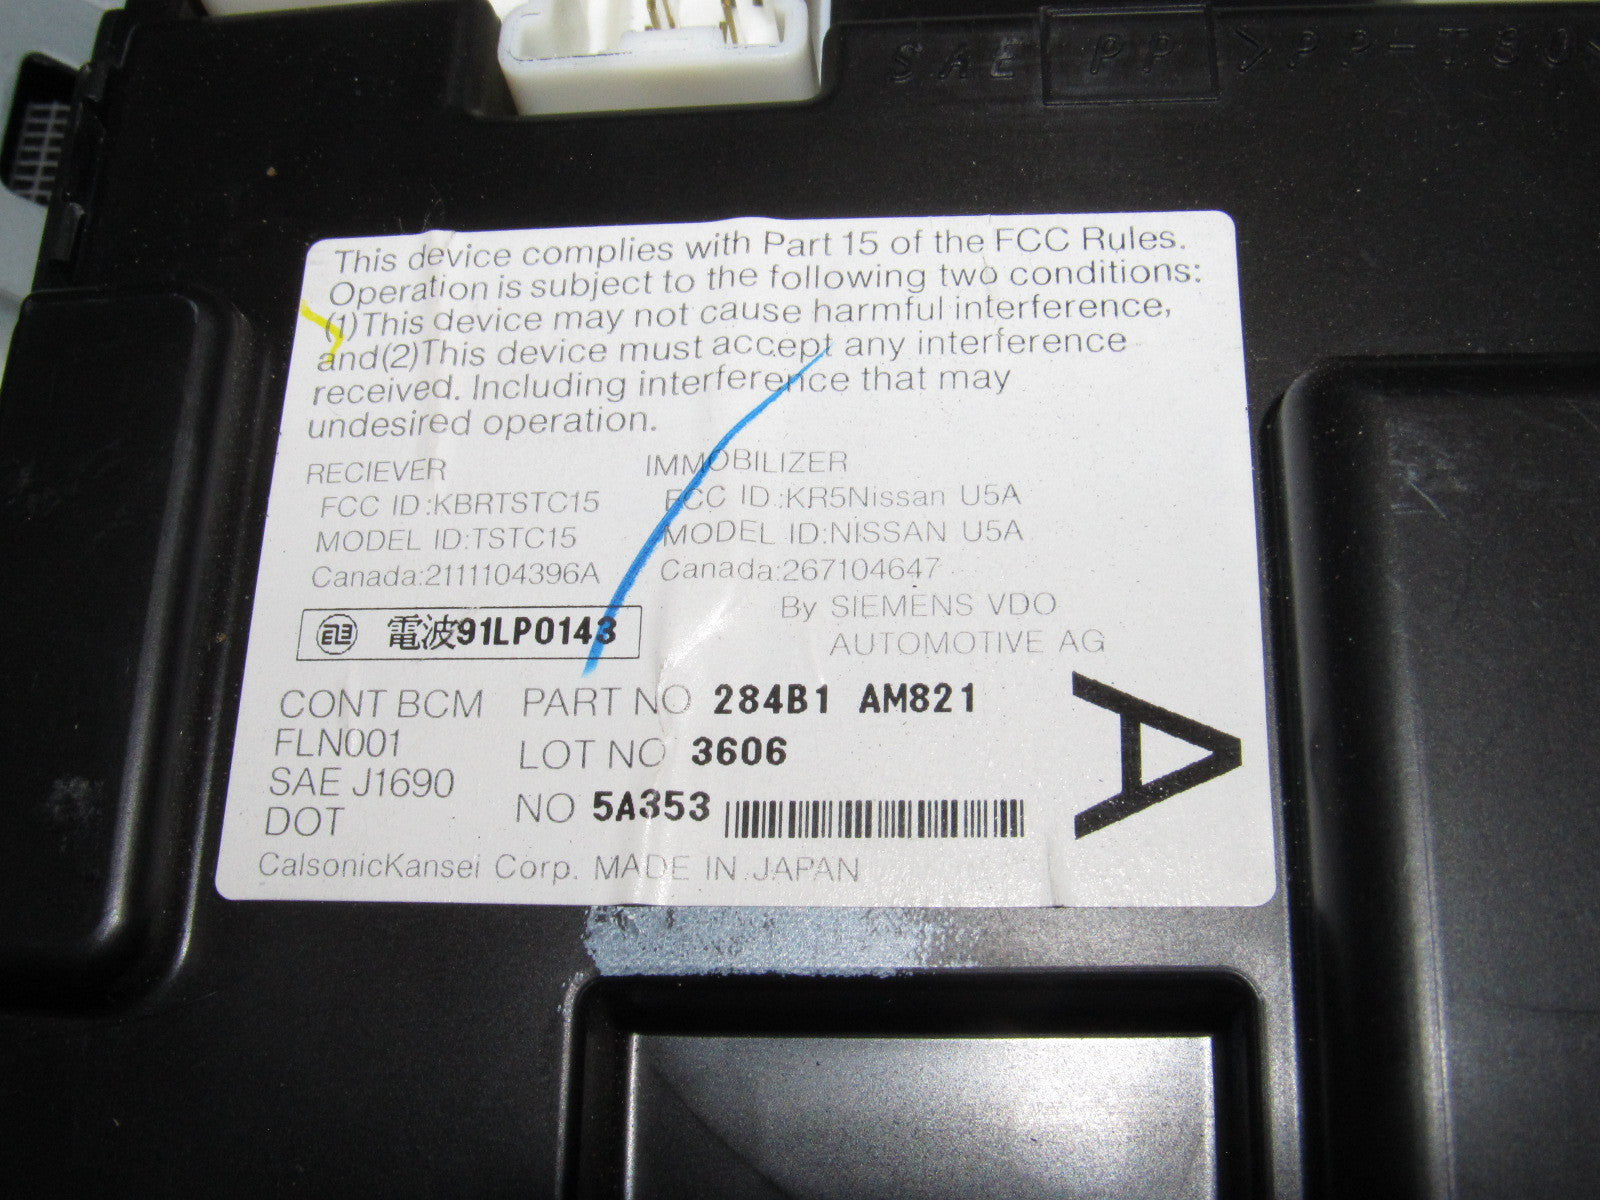 SAE PP >PP-T80<
This device complies with Part 15 of the FCC Rules.
Operation is subject to the following two conditions:
(1)This device may not cause harmful interference,
and(2)This device must accept any interference
received. Including interference that may
undesired operation.
RECIEVER IMMOBILIZER
FCC ID:KBRTSTC15 FCC ID:KR5Nissan U5A
MODEL ID:TSTC15 MODEL ID:NISSAN U5A
Canada:2111104396A Canada:267104647
By SIEMENS VDO
AUTOMOTIVE AG
電波91LP0143
CONT BCM PART NO 284B1 AM821
FLN001 LOT NO 3606
SAE J1690
DOT NO 5A353
A
CalsonicKansei Corp. MADE IN JAPAN